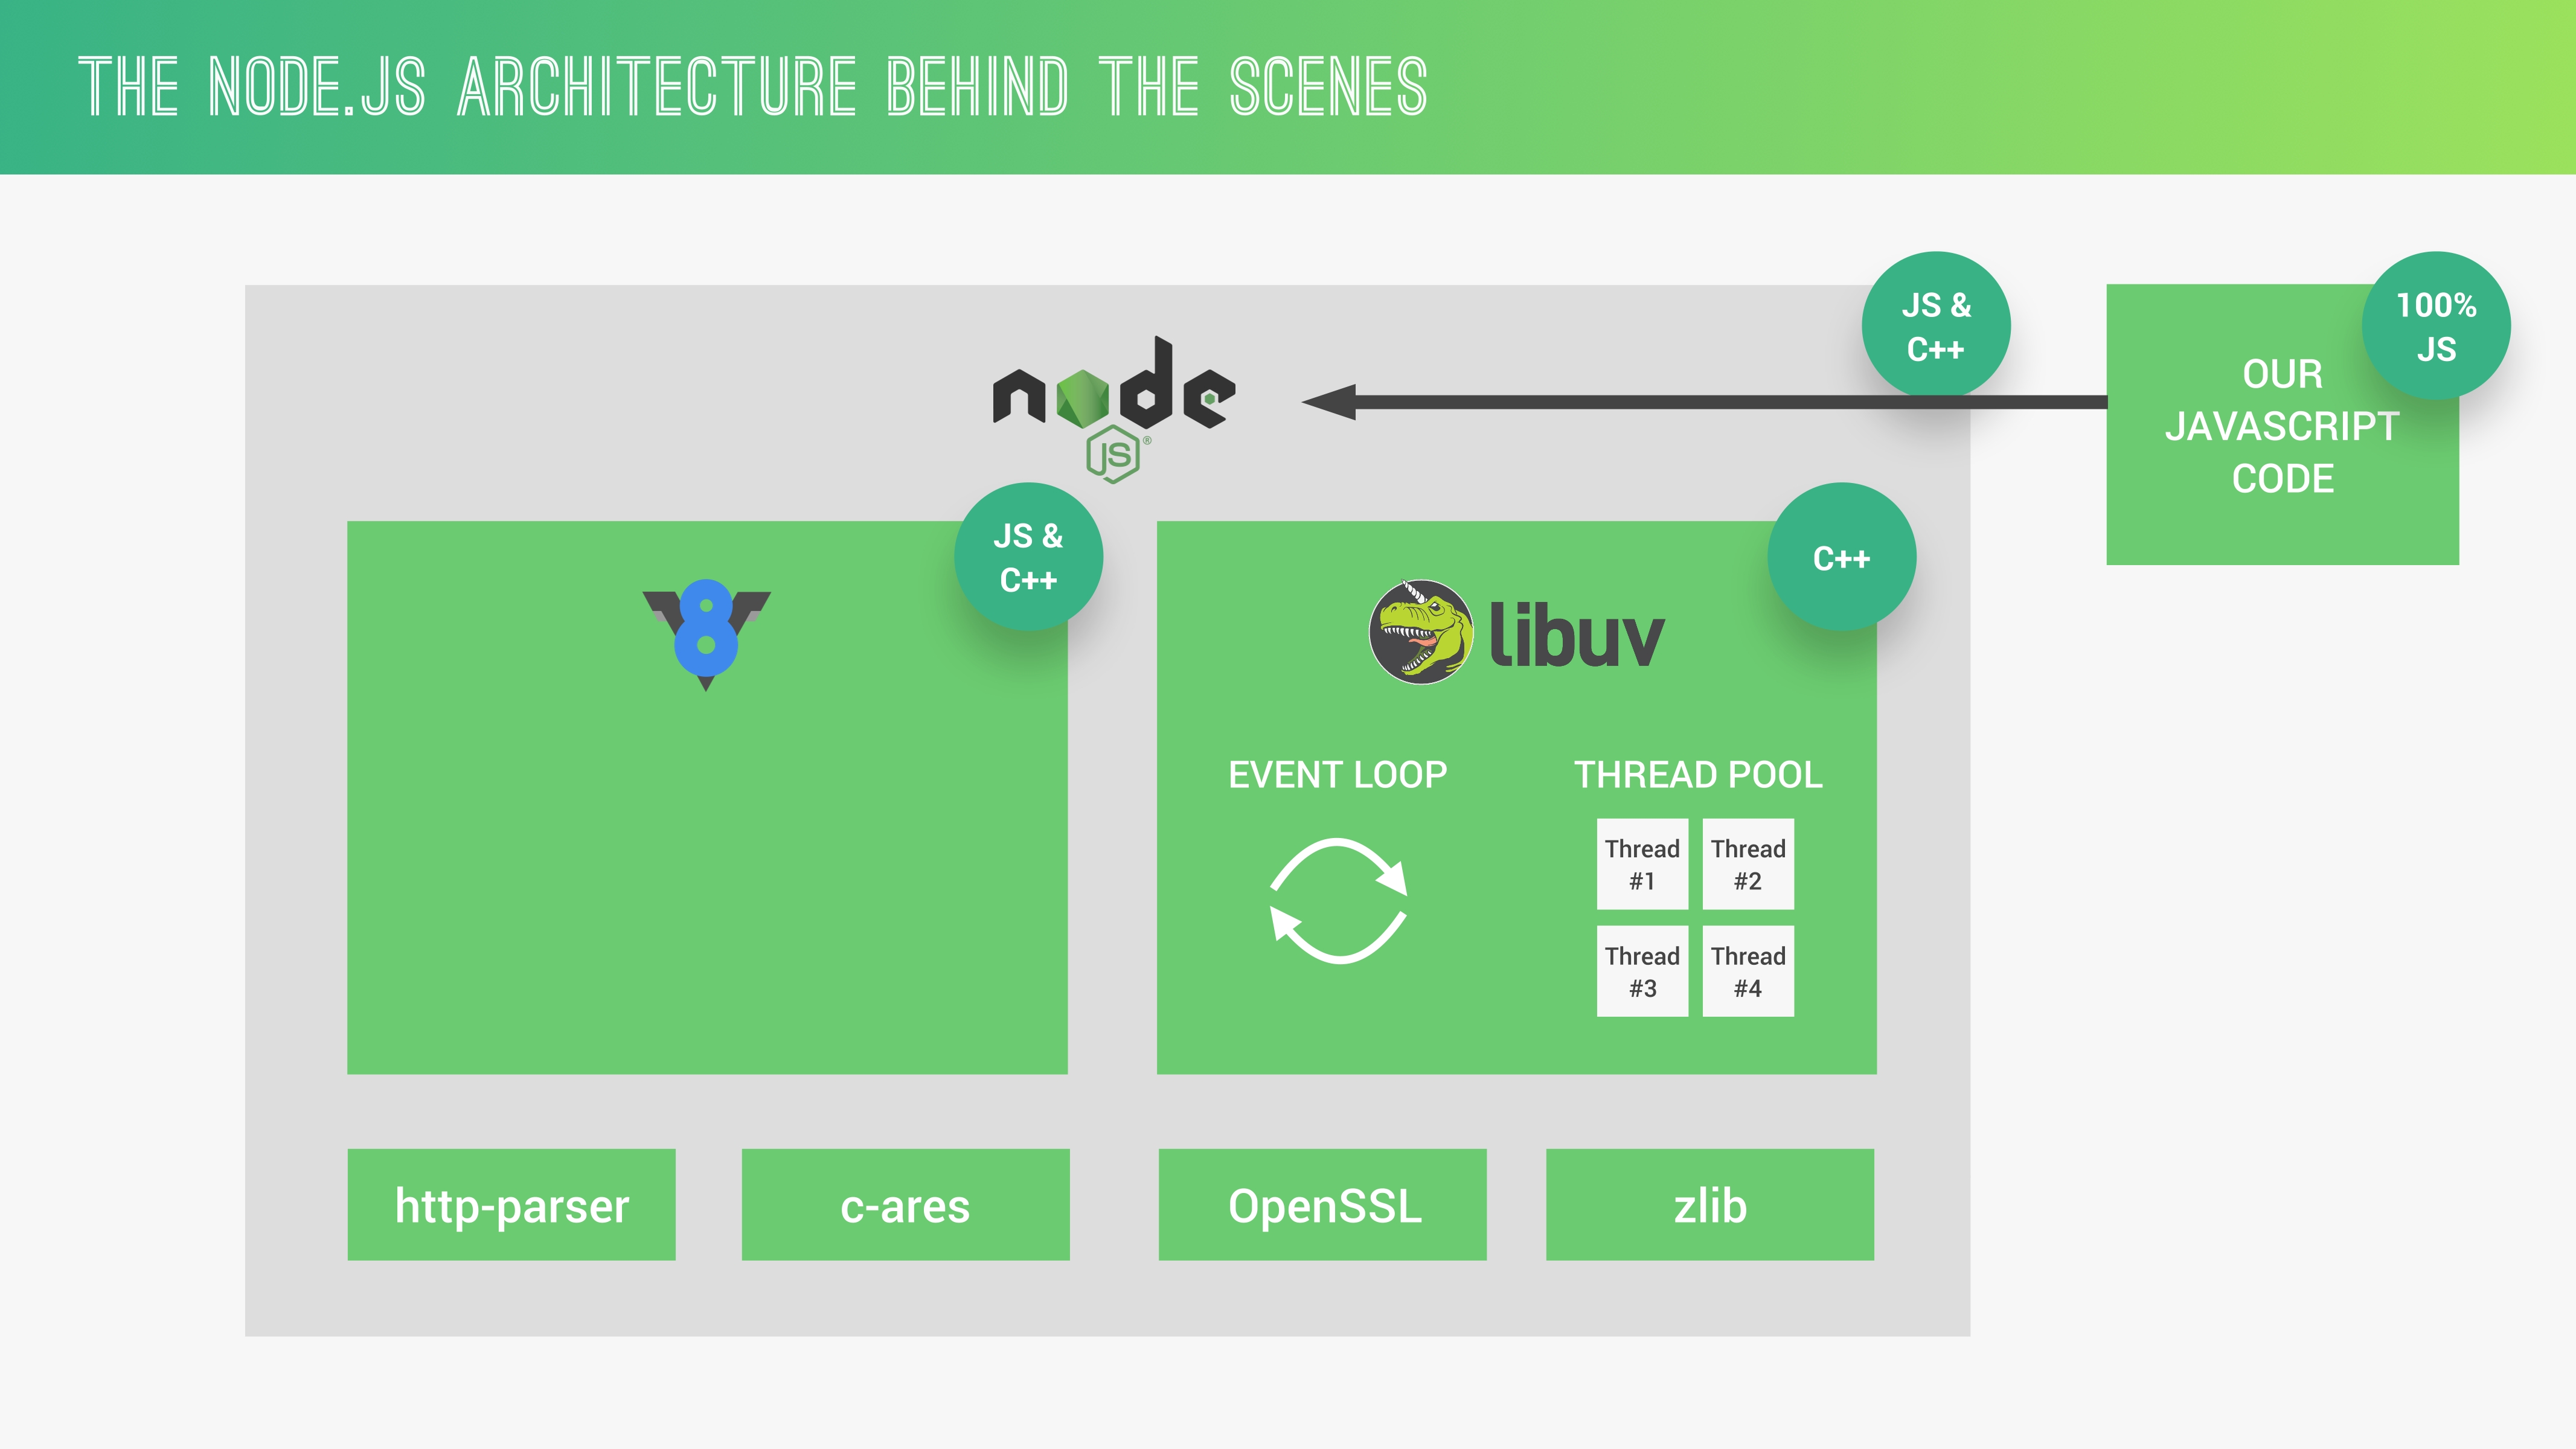 THE NODE.JS ARCHITECTURE BEHIND THE SCENES
node
JS®
JS &
C++
100%
JS
OUR
JAVASCRIPT
CODE
JS &
C++
V8
C++
libuv
EVENT LOOP
THREAD POOL
Thread
#1
Thread
#2
Thread
#3
Thread
#4
http-parser
c-ares
OpenSSL
zlib